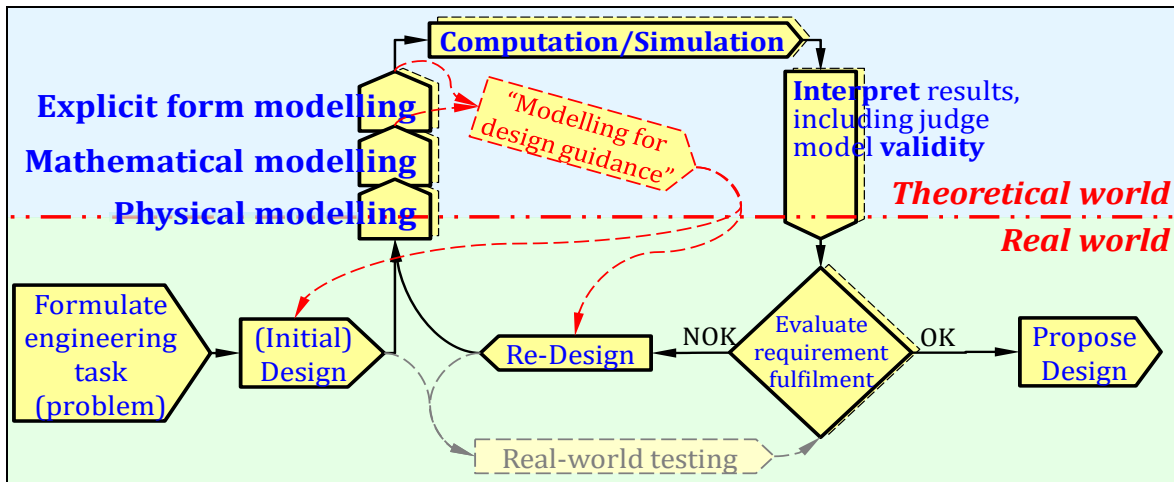 Computation/Simulation
Explicit form modelling
Mathematical modelling
Physical modelling
“Modelling for
design guidance”
Interpret results,
including judge
model validity
Theoretical world
Real world
Formulate
engineering
task
(problem)
(Initial)
Design
Re-Design
NOK
Evaluate
requirement
fulfilment
OK
Propose
Design
Real-world testing